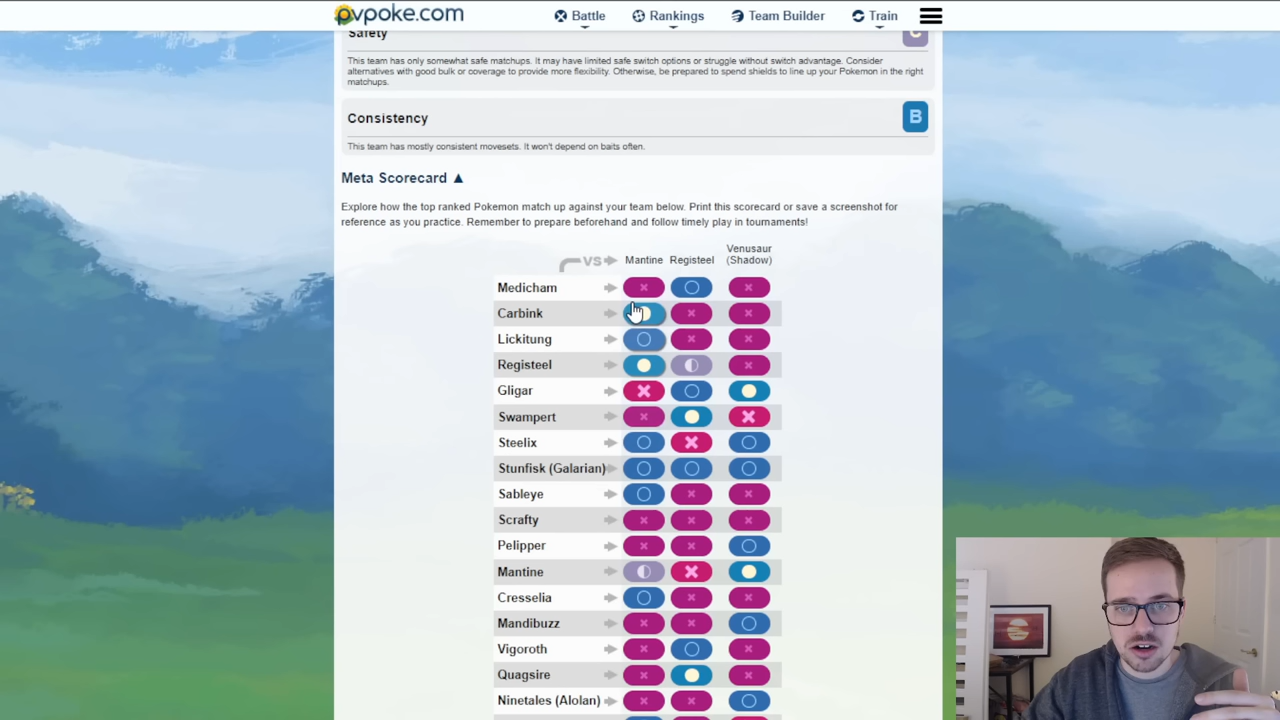 pvpoke.com
Battle
Rankings
Team Builder
Train
Safety
C
This team has only somewhat safe matchups. It may have limited safe switch options or struggle without switch advantage. Consider
alternatives with good bulk or coverage to provide more flexibility. Otherwise, be prepared to spend shields to line up your Pokemon in the right
matchups.
Consistency
B
This team has mostly consistent movesets. It won't depend on baits often.
Meta Scorecard ▲
Explore how the top ranked Pokemon match up against your team below. Print this scorecard or save a screenshot for
reference as you practice. Remember to prepare beforehand and follow timely play in tournaments!
VS
Mantine
Registeel
Venusaur
(Shadow)
Medicham
Carbink
Lickitung
Registeel
Gligar
Swampert
Steelix
Stunfisk (Galarian)
Sableye
Scrafty
Pelipper
Mantine
Cresselia
Mandibuzz
Vigoroth
Quagsire
Ninetales (Alolan)